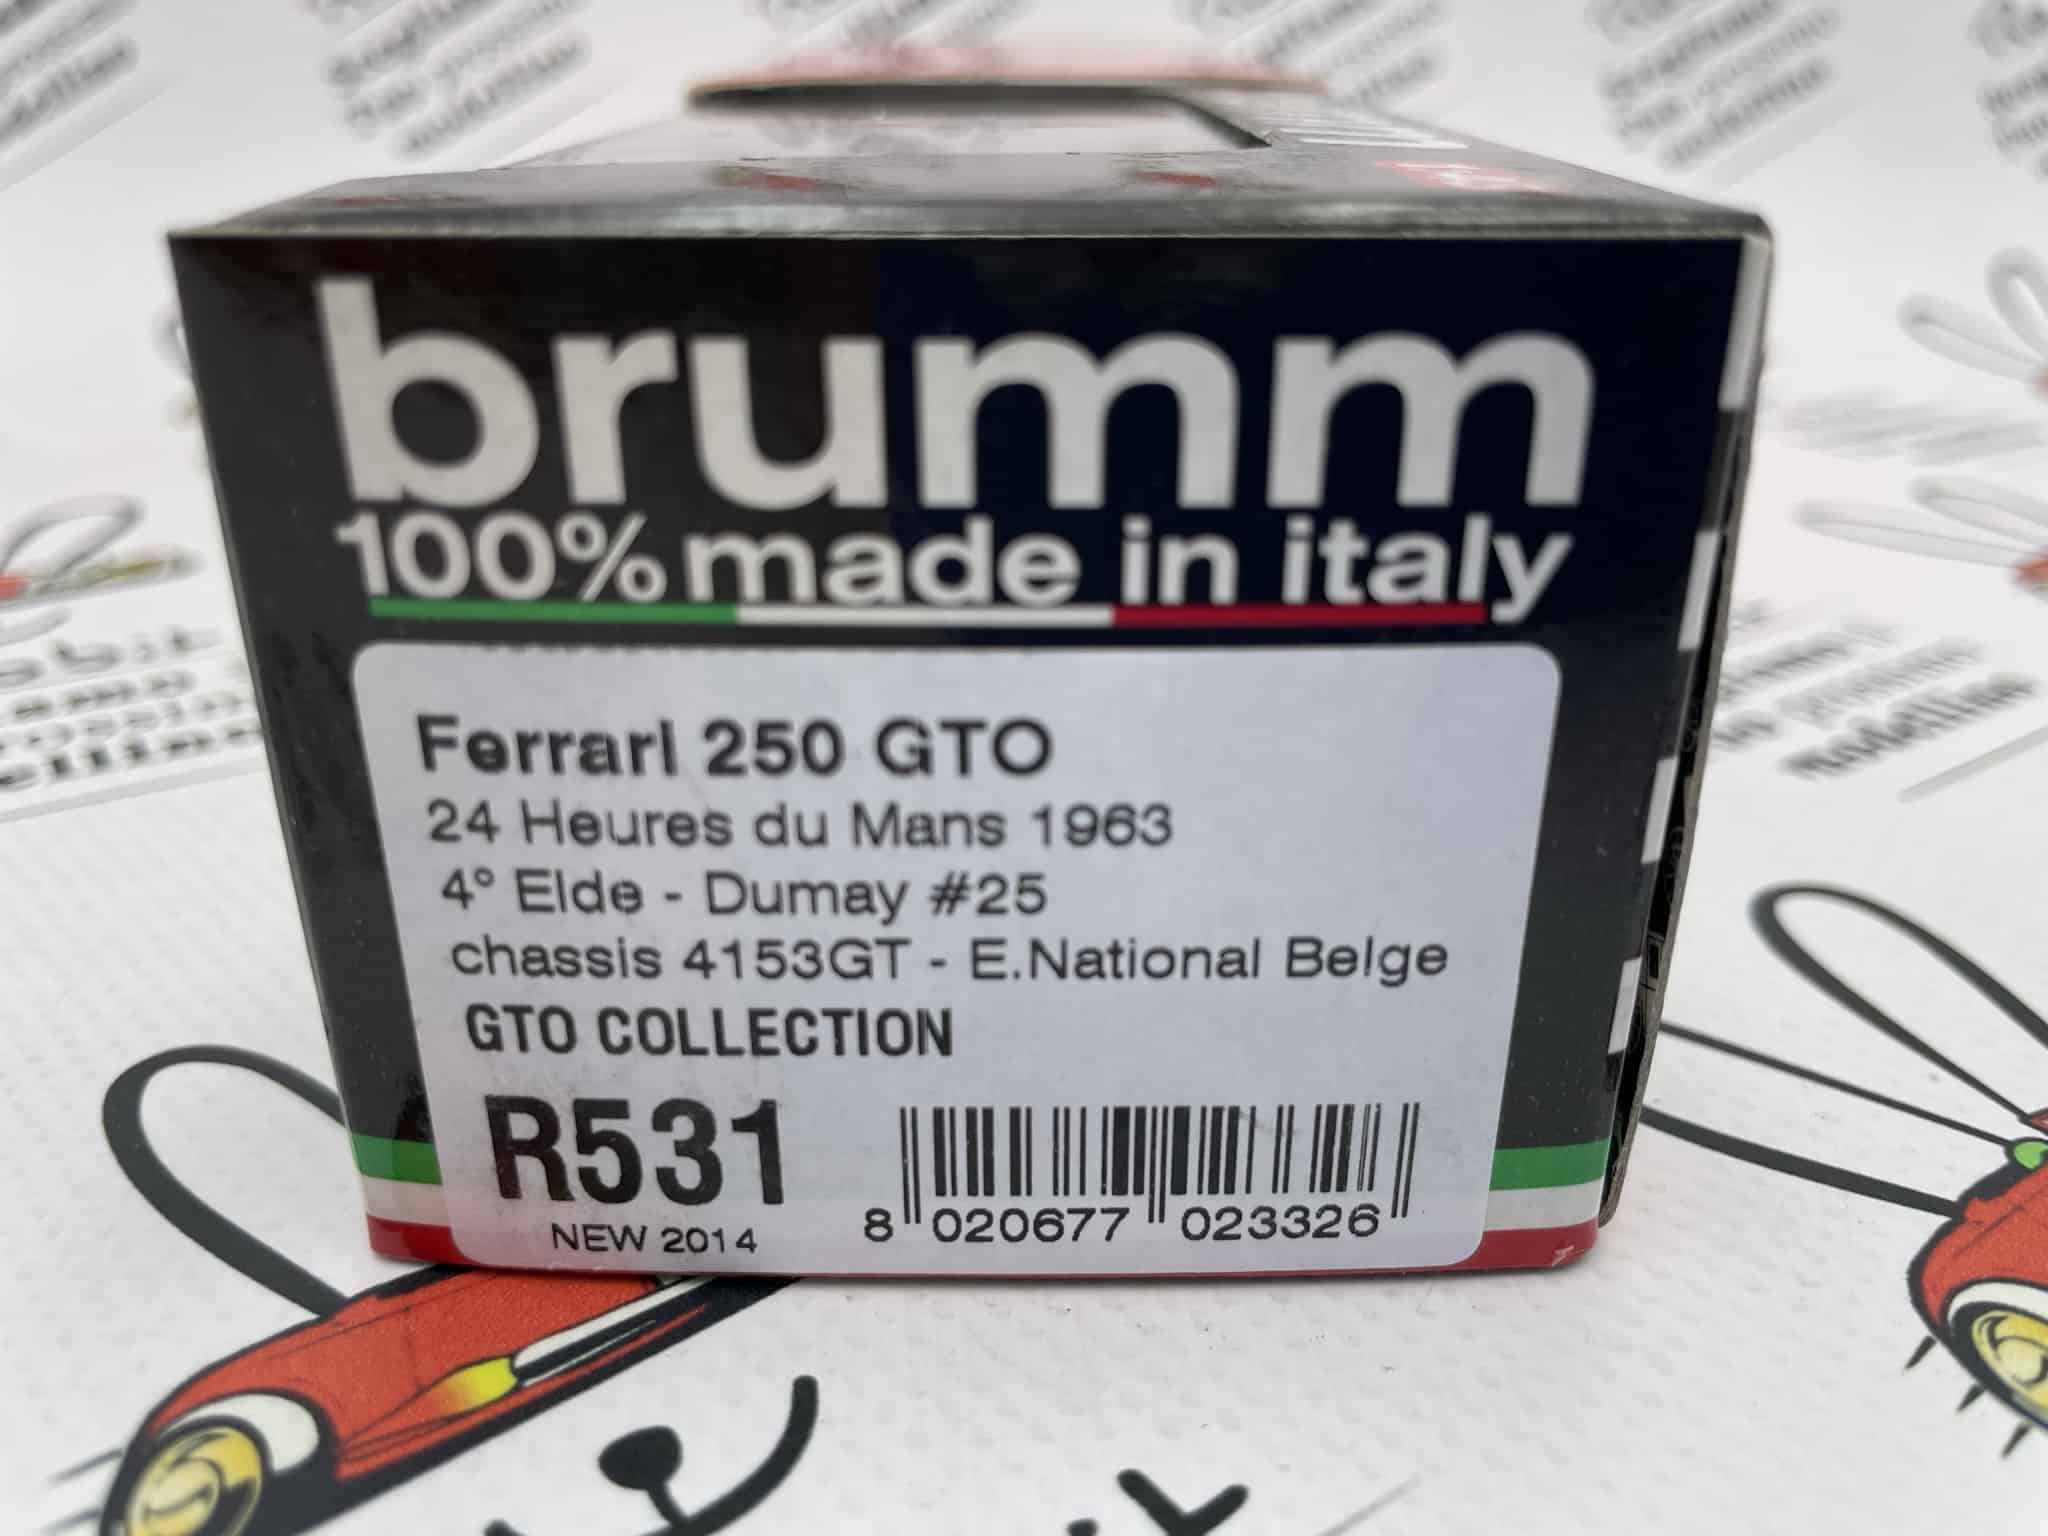 brumm
100% made in italy
Ferrari 250 GTO
24 Heures du Mans 1963
4° Elde - Dumay #25
chassis 4153GT - E.National Belge
GTO COLLECTION
R531
NEW 2014
8 020677 023326